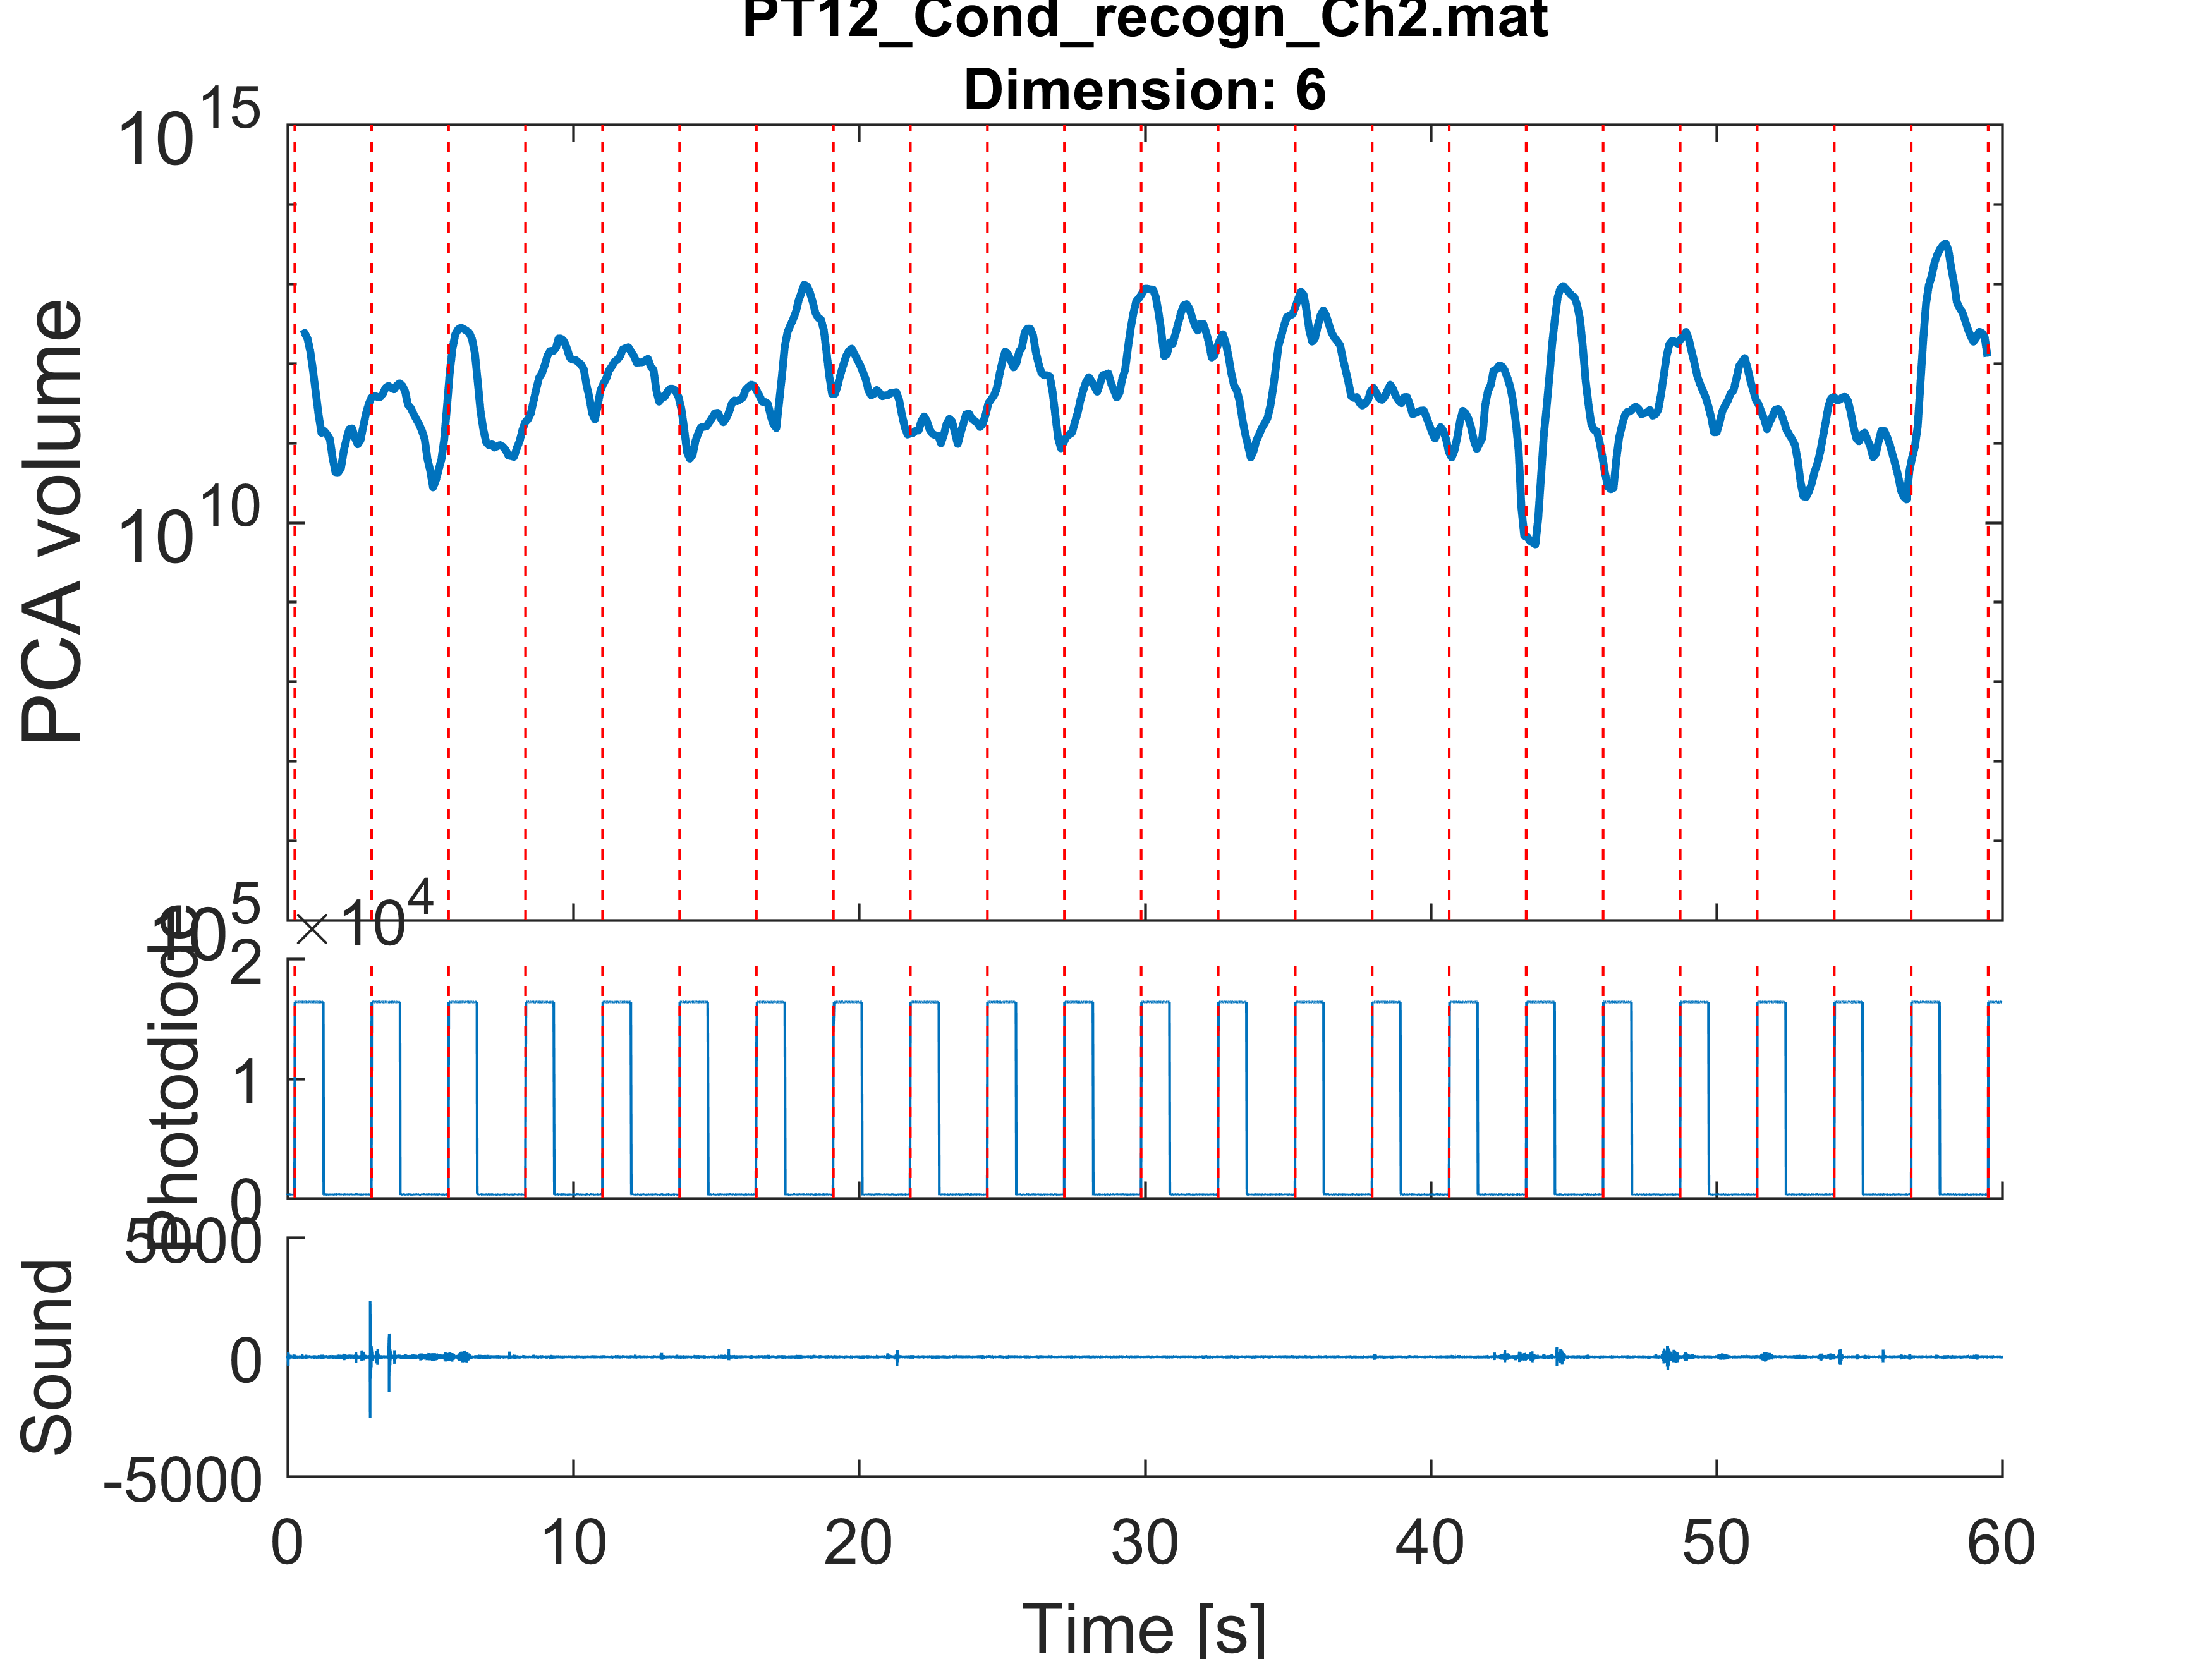 PT12_Cond_recogn_Ch2.mat
Dimension: 6
10^15
10^10
10^5
PCA volume
×10^4
2
1
0
Photodiode
5000
0
-5000
Sound
0 10 20 30 40 50 60
Time [s]